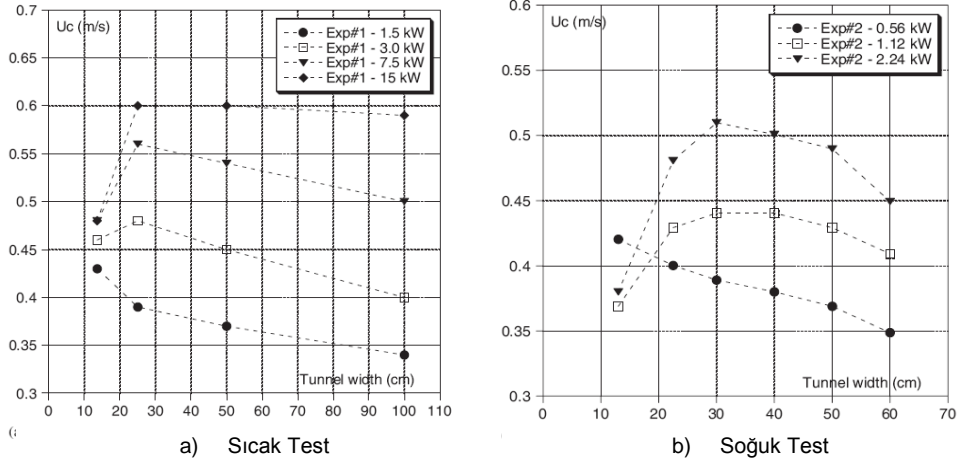 Uc (m/s)
Exp#1 - 1.5 kW
Exp#1 - 3.0 kW
Exp#1 - 7.5 kW
Exp#1 - 15 kW
0.7
0.65
0.6
0.55
0.5
0.45
0.4
0.35
0.3
Tunnel width (cm)
0 10 20 30 40 50 60 70 80 90 100 110
a) Sıcak Test
Uc (m/s)
Exp#2 - 0.56 kW
Exp#2 - 1.12 kW
Exp#2 - 2.24 kW
0.6
0.55
0.5
0.45
0.4
0.35
0.3
Tunnel width (cm)
0 10 20 30 40 50 60 70
b) Soğuk Test